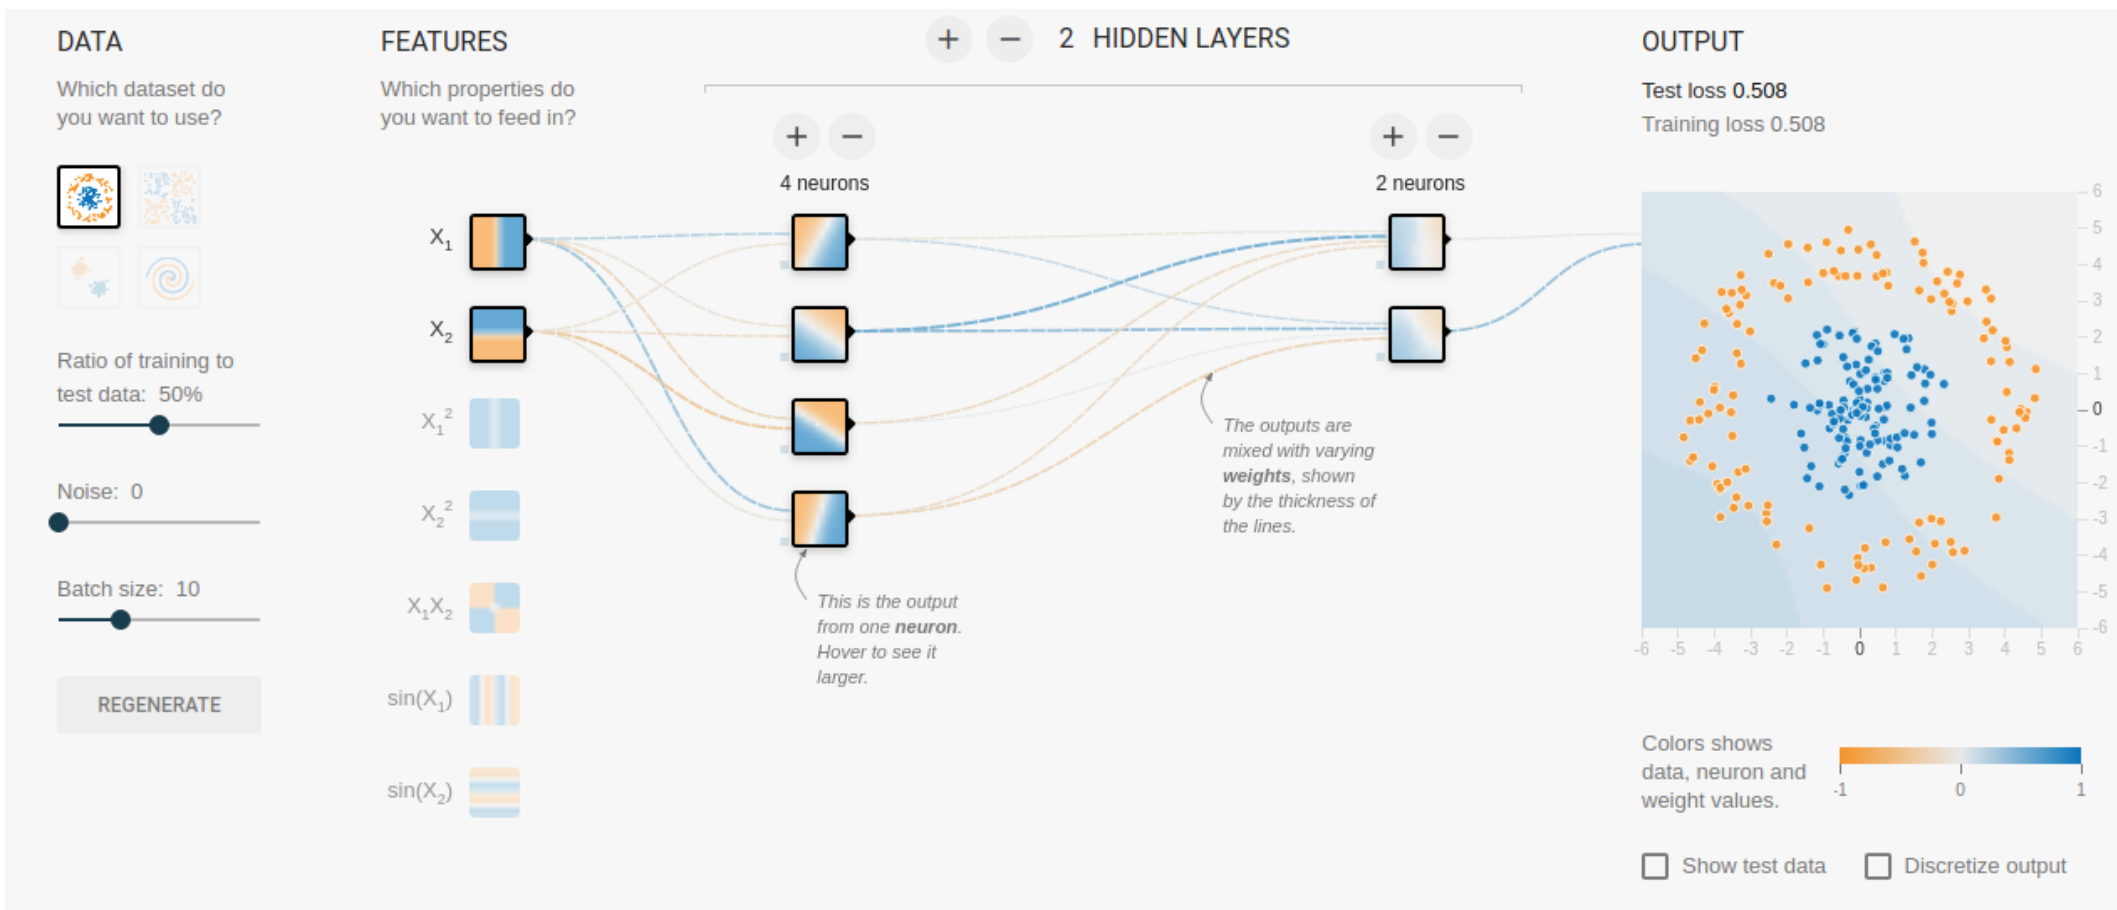 DATA
Which dataset do
you want to use?
Ratio of training to
test data: 50%
Noise: 0
Batch size: 10
REGENERATE
FEATURES
Which properties do
you want to feed in?
X1
X2
X1²
X2²
X1X2
sin(X1)
sin(X2)
+ − 2 HIDDEN LAYERS
+ −
4 neurons
+ −
2 neurons
This is the output
from one neuron.
Hover to see it
larger.
The outputs are
mixed with varying
weights, shown
by the thickness of
the lines.
OUTPUT
Test loss 0.508
Training loss 0.508
6
5
4
3
2
1
0
-1
-2
-3
-4
-5
-6
-6 -5 -4 -3 -2 -1 0 1 2 3 4 5 6
Colors shows
data, neuron and
weight values.
-1 0 1
Show test data
Discretize output